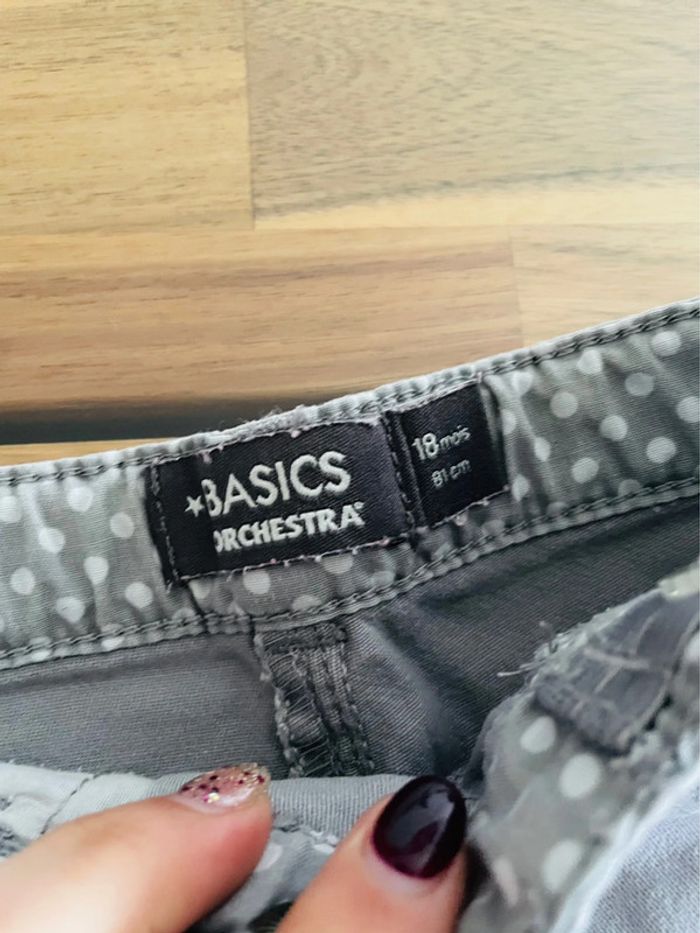 ★BASICS
ORCHESTRA®
18 mois
81 cm